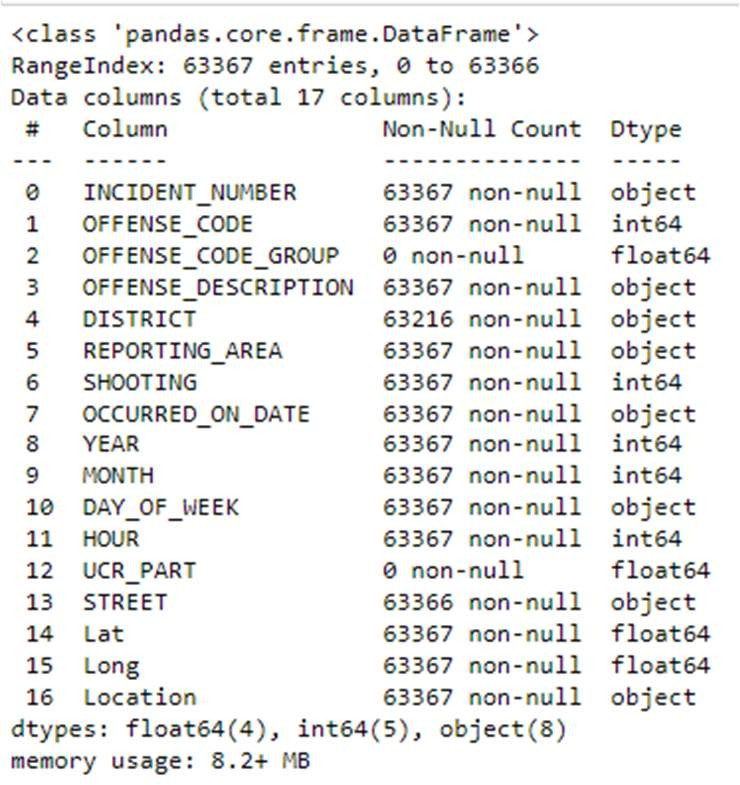 <class 'pandas.core.frame.DataFrame'>
RangeIndex: 63367 entries, 0 to 63366
Data columns (total 17 columns):
 #   Column               Non-Null Count  Dtype
---  ------               --------------  -----
 0   INCIDENT_NUMBER      63367 non-null  object
 1   OFFENSE_CODE         63367 non-null  int64
 2   OFFENSE_CODE_GROUP   0 non-null      float64
 3   OFFENSE_DESCRIPTION  63367 non-null  object
 4   DISTRICT             63216 non-null  object
 5   REPORTING_AREA       63367 non-null  object
 6   SHOOTING             63367 non-null  int64
 7   OCCURRED_ON_DATE     63367 non-null  object
 8   YEAR                 63367 non-null  int64
 9   MONTH                63367 non-null  int64
 10  DAY_OF_WEEK          63367 non-null  object
 11  HOUR                 63367 non-null  int64
 12  UCR_PART             0 non-null      float64
 13  STREET               63366 non-null  object
 14  Lat                  63367 non-null  float64
 15  Long                 63367 non-null  float64
 16  Location             63367 non-null  object
dtypes: float64(4), int64(5), object(8)
memory usage: 8.2+ MB